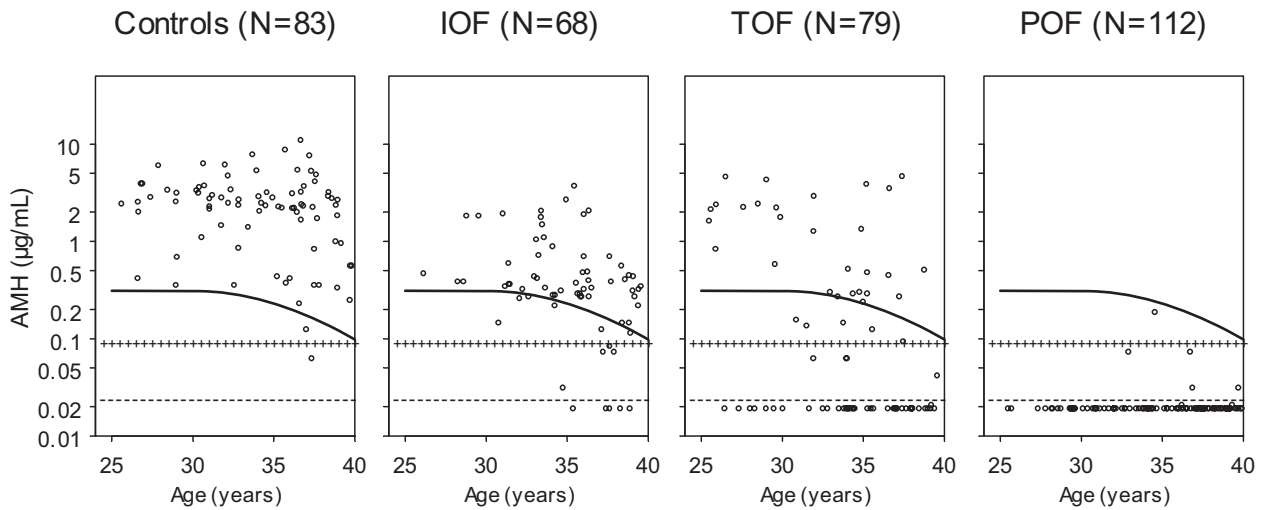 Controls (N=83)
IOF (N=68)
TOF (N=79)
POF (N=112)
AMH (µg/mL)
10
5
2
1
0.5
0.2
0.1
0.05
0.02
0.01
25 30 35 40
25 30 35 40
25 30 35 40
25 30 35 40
Age (years)
Age (years)
Age (years)
Age (years)